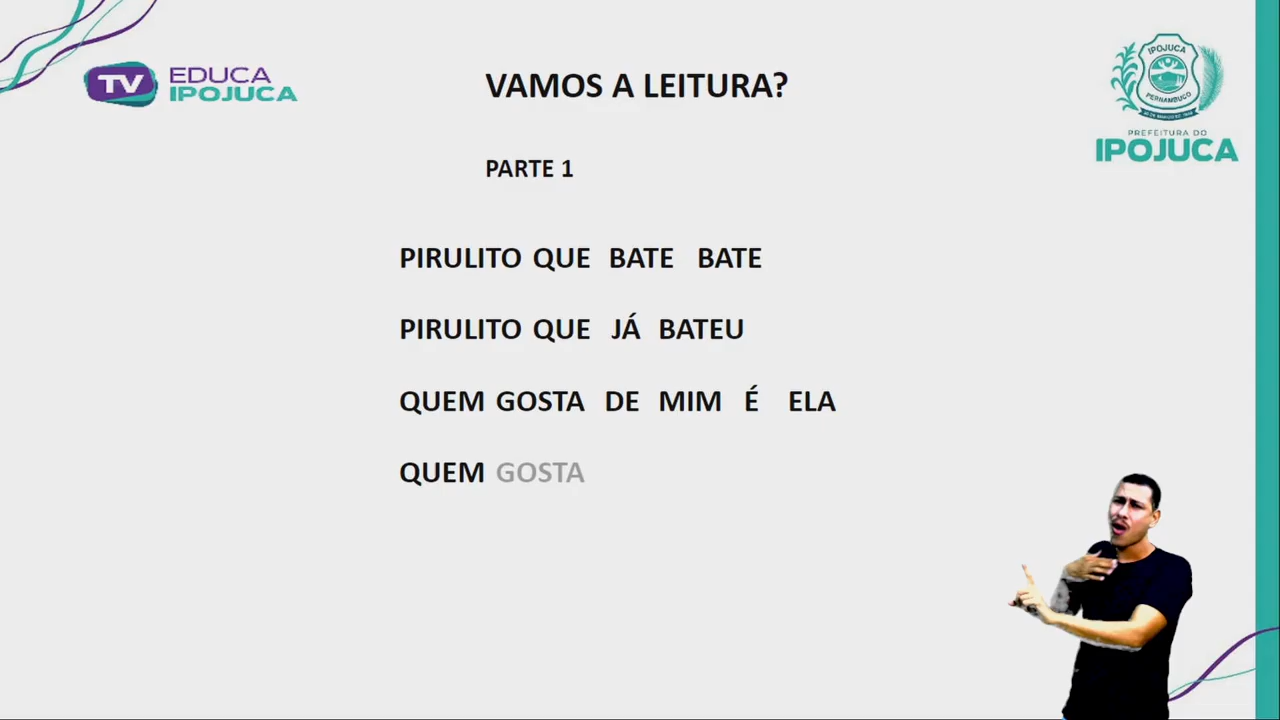 TV EDUCA IPOJUCA
VAMOS A LEITURA?
IPOJUCA
PERNAMBUCO
PREFEITURA DO
IPOJUCA
PARTE 1
PIRULITO QUE BATE BATE
PIRULITO QUE JÁ BATEU
QUEM GOSTA DE MIM É ELA
QUEM GOSTA